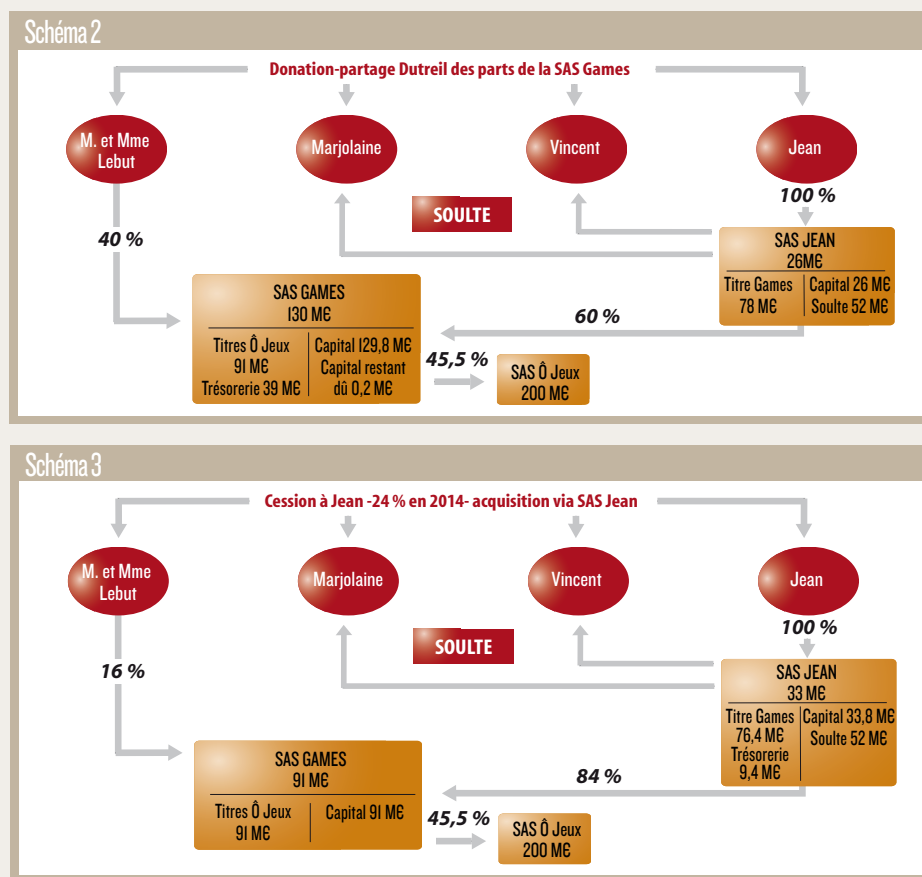 Schéma 2
Donation-partage Dutreil des parts de la SAS Games
M. et Mme
Lebut
Marjolaine
Vincent
Jean
100 %
SOULTE
40 %
SAS JEAN
26M€
Titre Games
78 M€
Capital 26 M€
Soulte 52 M€
SAS GAMES
130 M€
Titres Ô Jeux
91 M€
Trésorerie 39 M€
Capital 129,8 M€
Capital restant
dû 0,2 M€
60 %
45,5 %
SAS Ô Jeux
200 M€
Schéma 3
Cession à Jean -24 % en 2014- acquisition via SAS Jean
M. et Mme
Lebut
Marjolaine
Vincent
Jean
100 %
SOULTE
16 %
SAS JEAN
33 M€
Titre Games
76,4 M€
Trésorerie
9,4 M€
Capital 33,8 M€
Soulte 52 M€
SAS GAMES
91 M€
Titres Ô Jeux
91 M€
Capital 91 M€
84 %
45,5 %
SAS Ô Jeux
200 M€